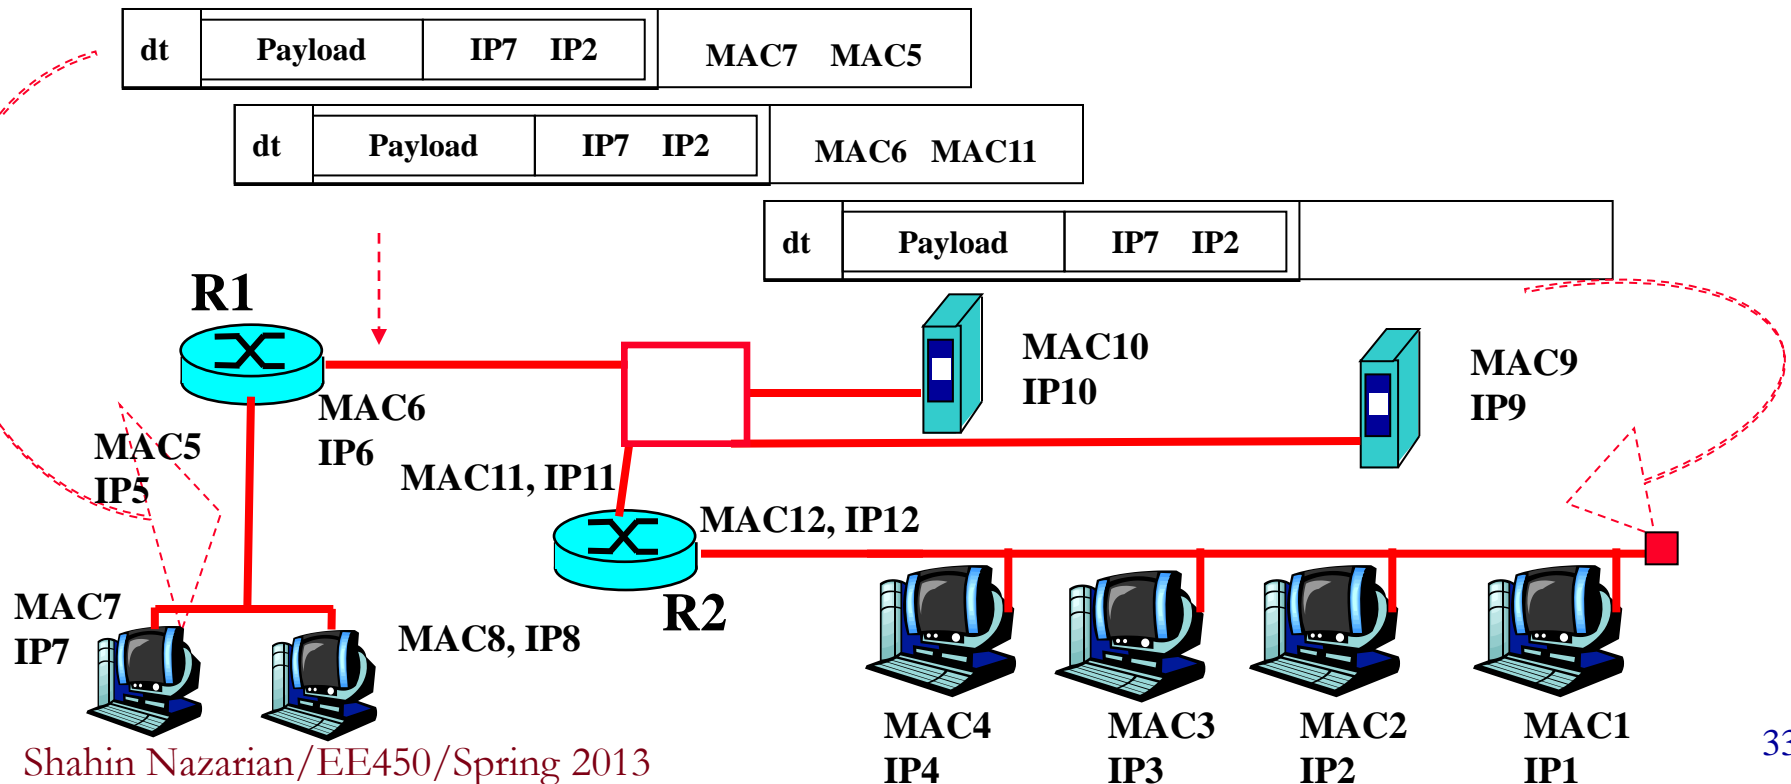 dt Payload IP7 IP2 MAC7 MAC5
dt Payload IP7 IP2 MAC6 MAC11
dt Payload IP7 IP2
R1
MAC10
IP10
MAC9
IP9
MAC6
IP6
MAC5
IP5
MAC11, IP11
MAC12, IP12
R2
MAC7
IP7
MAC8, IP8
MAC4
IP4
MAC3
IP3
MAC2
IP2
MAC1
IP1
Shahin Nazarian/EE450/Spring 2013
33